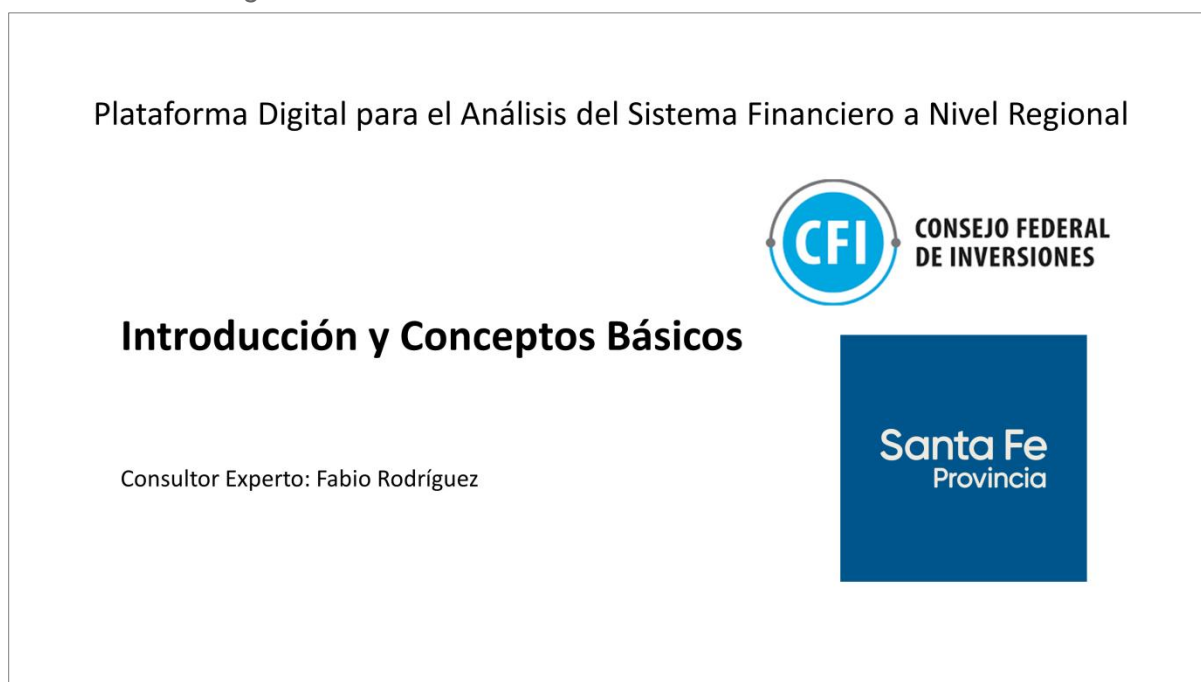 Plataforma Digital para el Análisis del Sistema Financiero a Nivel Regional
CFI
CONSEJO FEDERAL
DE INVERSIONES
Introducción y Conceptos Básicos
Santa Fe
Provincia
Consultor Experto: Fabio Rodríguez